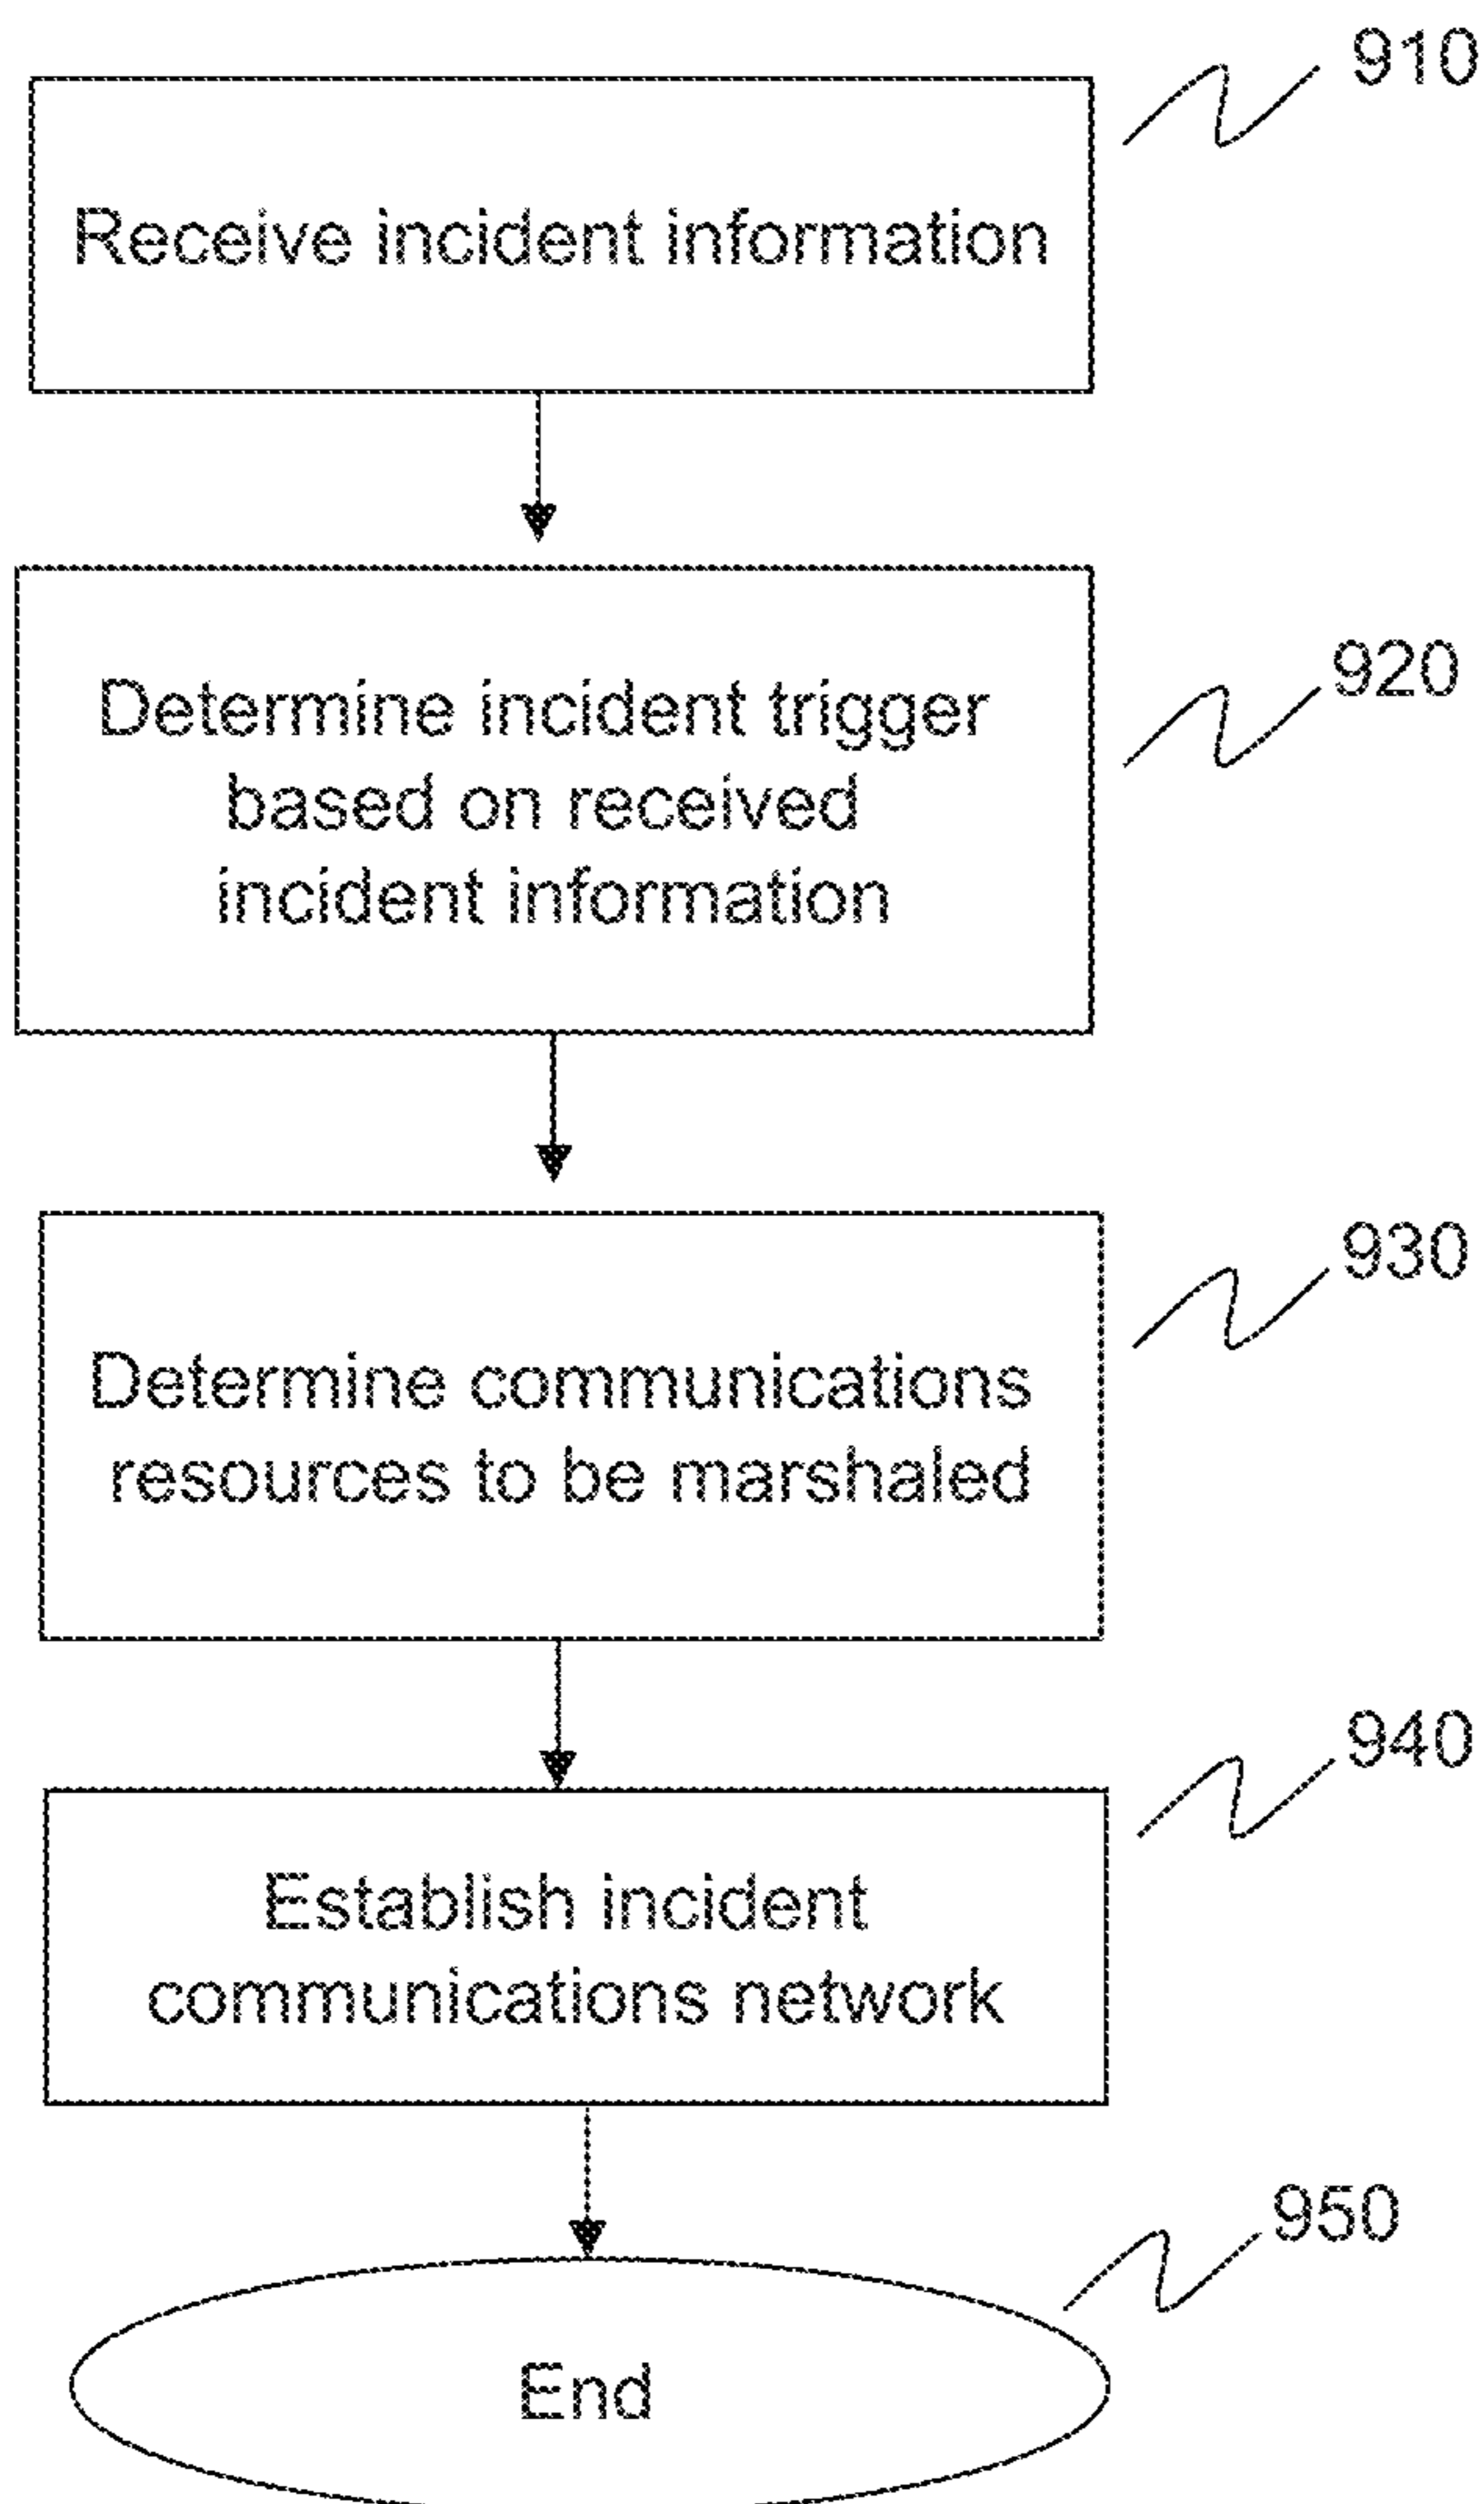 910
Receive incident information
920
Determine incident trigger
based on received
incident information
930
Determine communications
resources to be marshaled
940
Establish incident
communications network
950
End